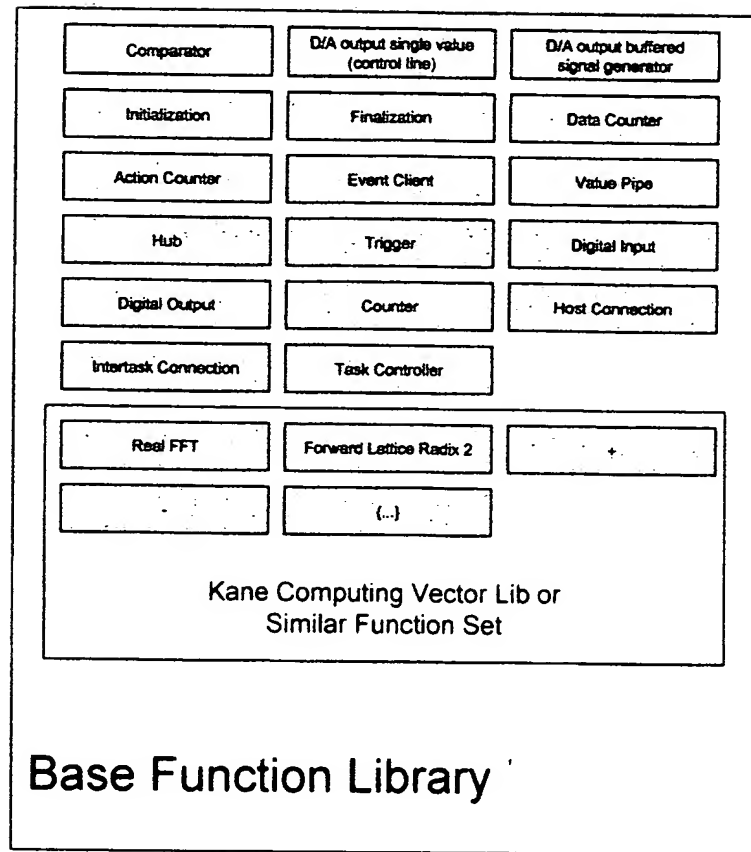 Comparator
D/A output single value
(control line)
D/A output buffered
signal generator
Initialization
Finalization
Data Counter
Action Counter
Event Client
Value Pipe
Hub
Trigger
Digital Input
Digital Output
Counter
Host Connection
Intertask Connection
Task Controller
Real FFT
Forward Lattice Radix 2
+
-
{...}
Kane Computing Vector Lib or
Similar Function Set
Base Function Library